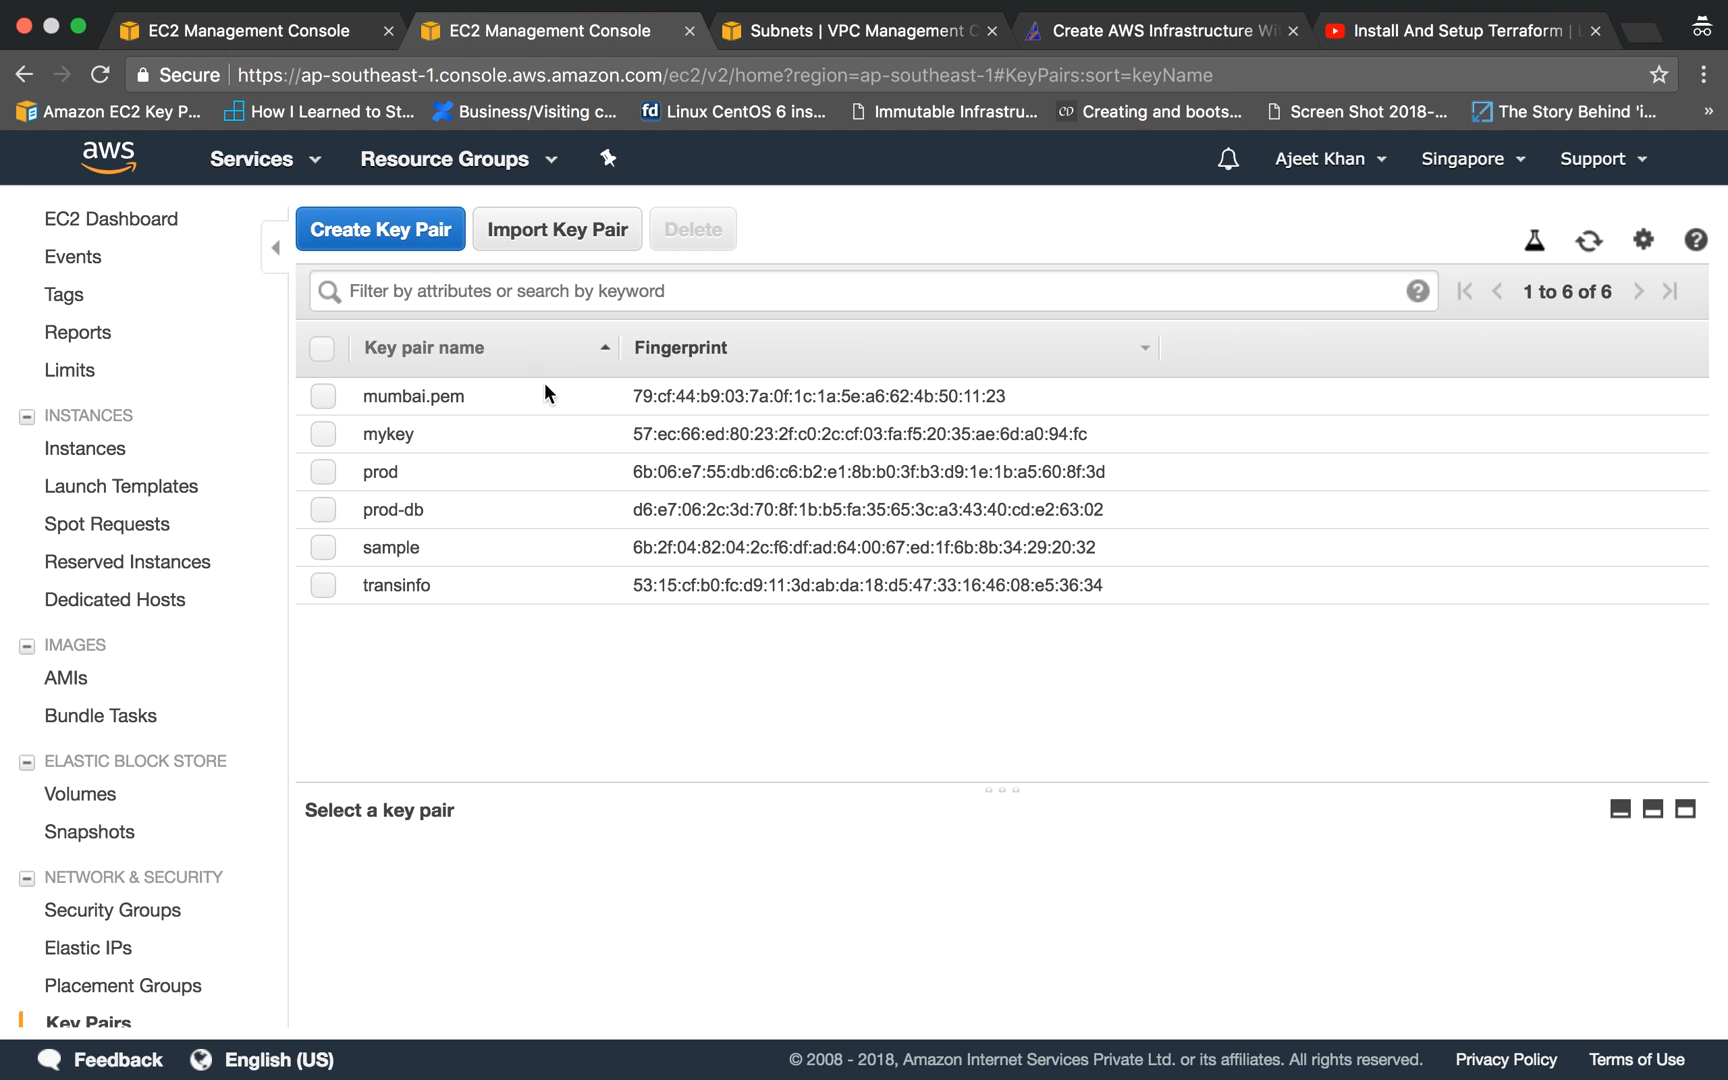 EC2 Management Console
EC2 Management Console
Subnets | VPC Management C
Create AWS Infrastructure Wi
Install And Setup Terraform | L
Secure
https://ap-southeast-1.console.aws.amazon.com/ec2/v2/home?region=ap-southeast-1#KeyPairs:sort=keyName
Amazon EC2 Key P...
How I Learned to St...
Business/Visiting c...
fd Linux CentOS 6 ins...
Immutable Infrastru...
Creating and boots...
Screen Shot 2018-...
The Story Behind 'i...
»
aws
Services
Resource Groups
Ajeet Khan
Singapore
Support
EC2 Dashboard
Events
Tags
Reports
Limits
INSTANCES
Instances
Launch Templates
Spot Requests
Reserved Instances
Dedicated Hosts
IMAGES
AMIs
Bundle Tasks
ELASTIC BLOCK STORE
Volumes
Snapshots
NETWORK & SECURITY
Security Groups
Elastic IPs
Placement Groups
Key Pairs
Create Key Pair
Import Key Pair
Delete
Filter by attributes or search by keyword
1 to 6 of 6
Key pair name Fingerprint
mumbai.pem 79:cf:44:b9:03:7a:0f:1c:1a:5e:a6:62:4b:50:11:23
mykey 57:ec:66:ed:80:23:2f:c0:2c:cf:03:fa:f5:20:35:ae:6d:a0:94:fc
prod 6b:06:e7:55:db:d6:c6:b2:e1:8b:b0:3f:b3:d9:1e:1b:a5:60:8f:3d
prod-db d6:e7:06:2c:3d:70:8f:1b:b5:fa:35:65:3c:a3:43:40:cd:e2:63:02
sample 6b:2f:04:82:04:2c:f6:df:ad:64:00:67:ed:1f:6b:8b:34:29:20:32
transinfo 53:15:cf:b0:fc:d9:11:3d:ab:da:18:d5:47:33:16:46:08:e5:36:34
Select a key pair
Feedback
English (US)
© 2008 - 2018, Amazon Internet Services Private Ltd. or its affiliates. All rights reserved.
Privacy Policy
Terms of Use